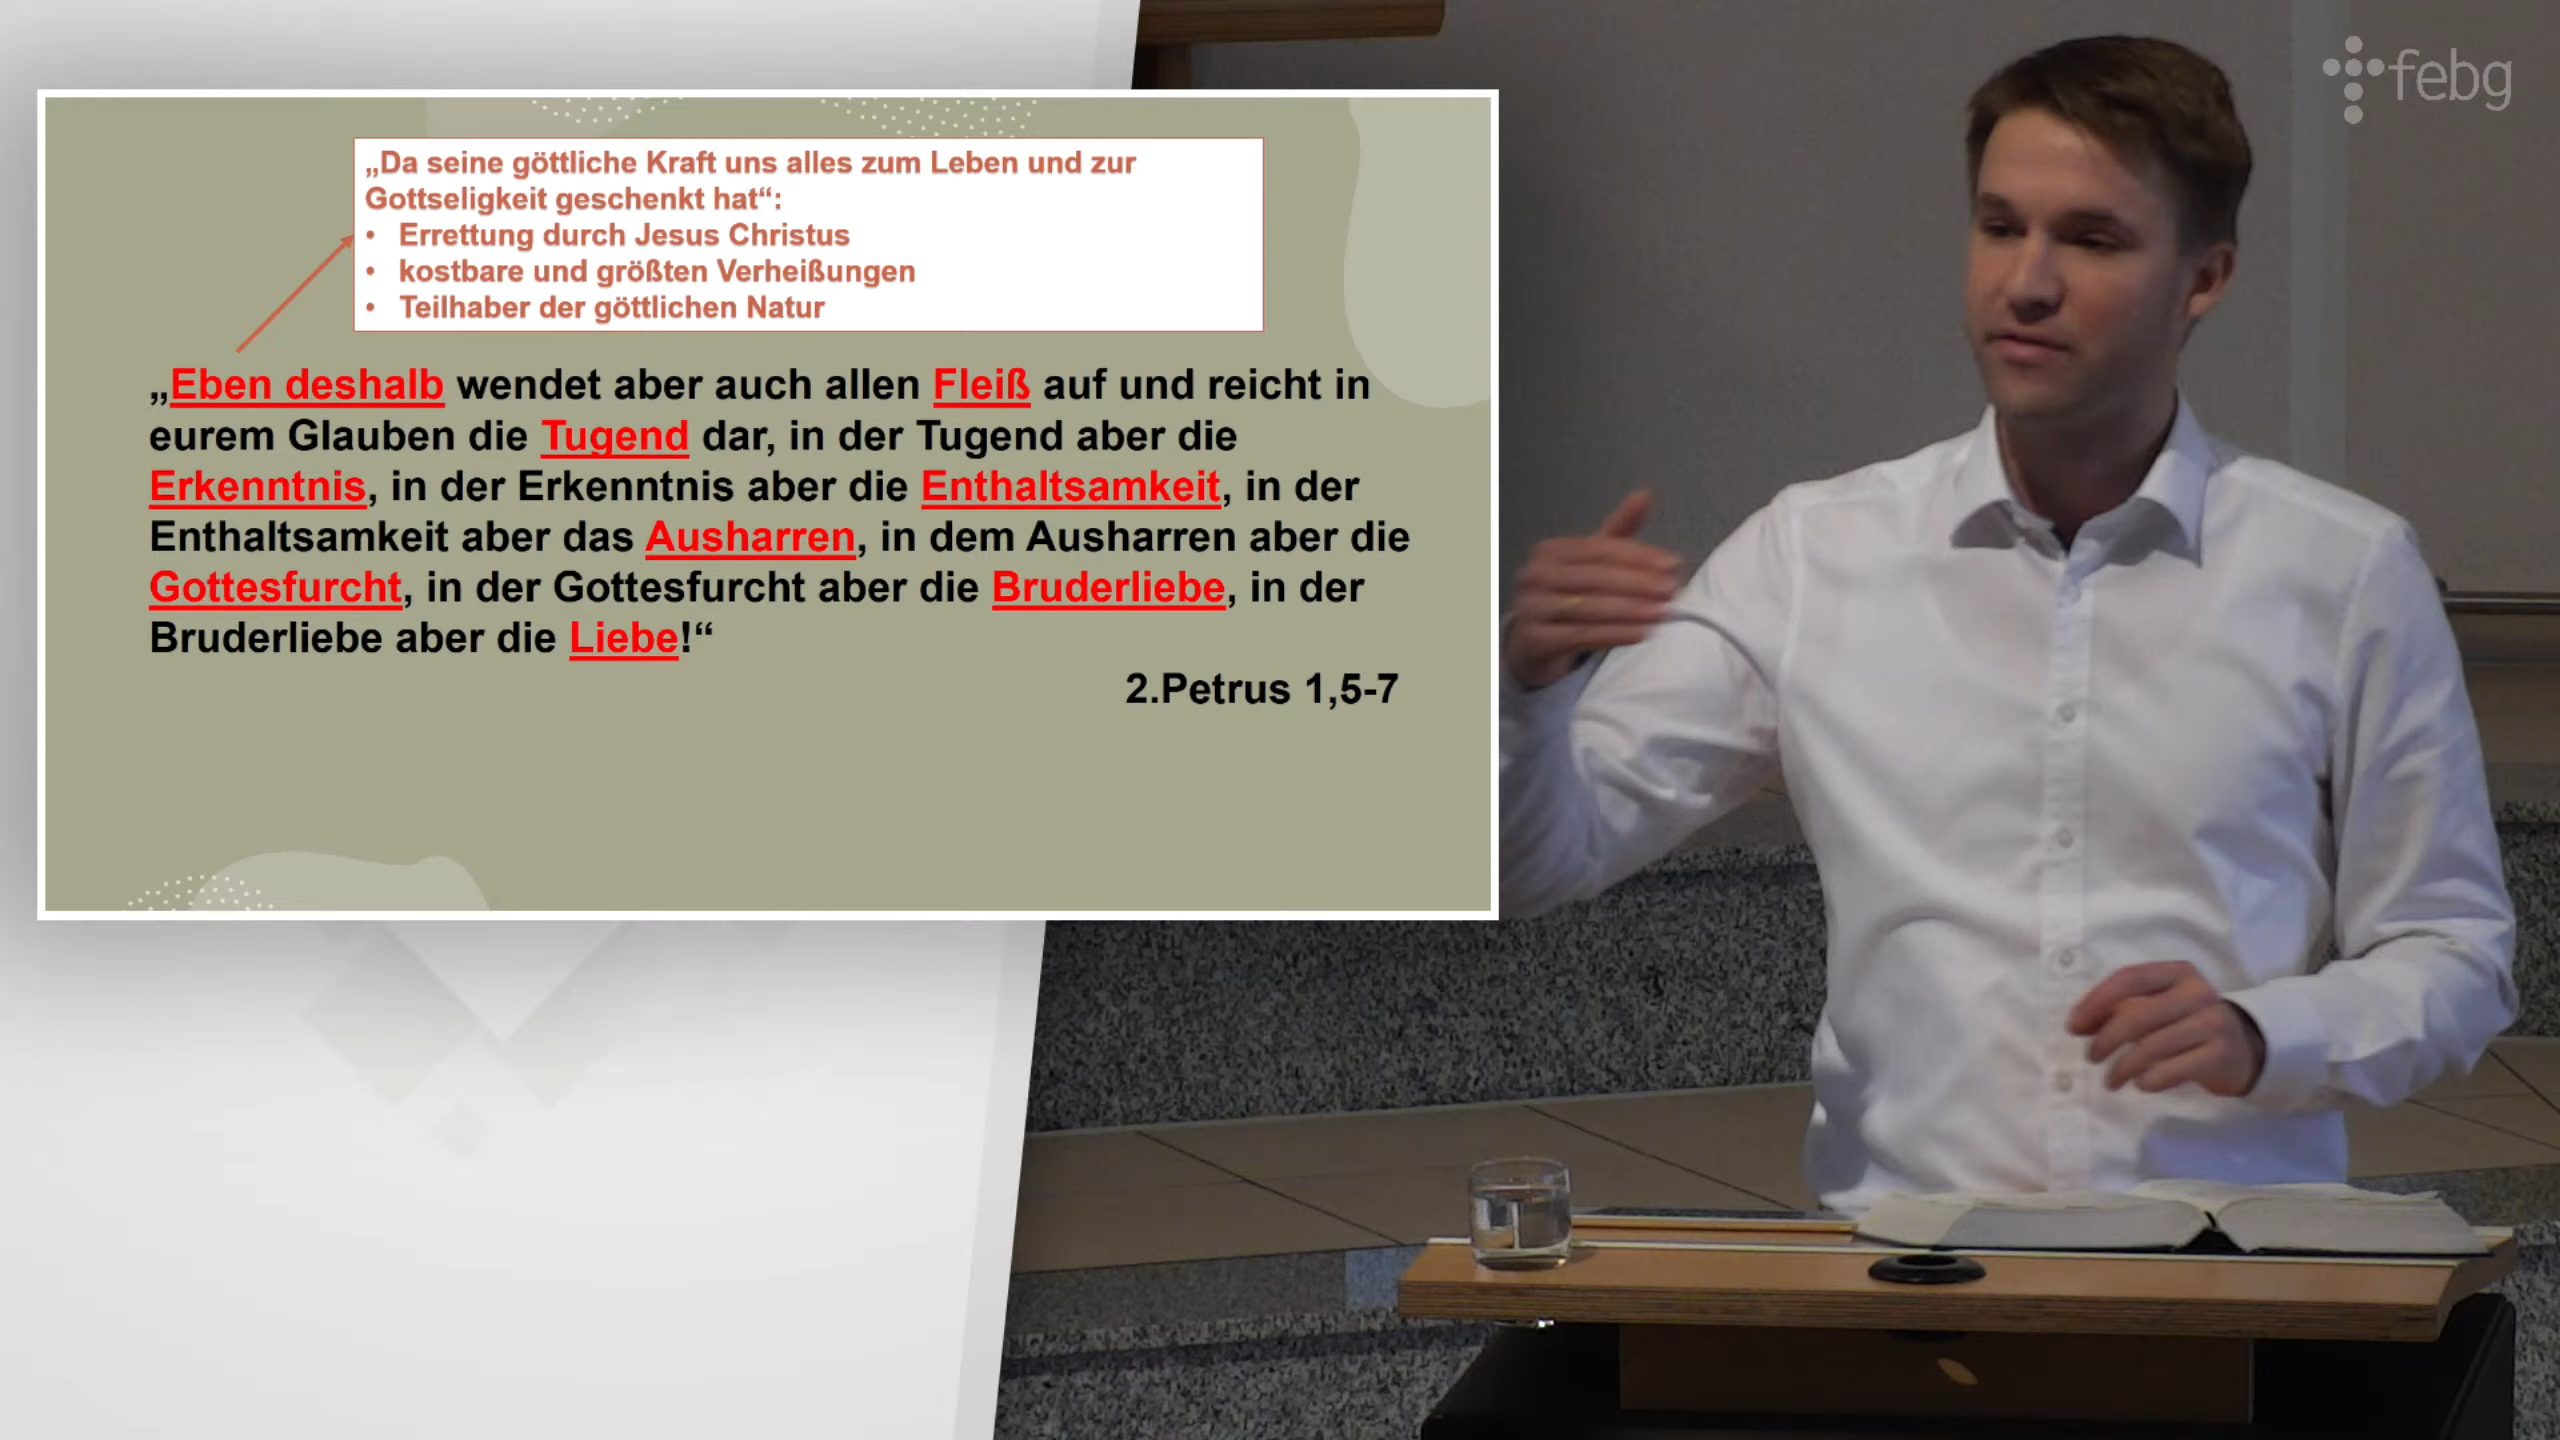 „Da seine göttliche Kraft uns alles zum Leben und zur
Gottseligkeit geschenkt hat“:
• Errettung durch Jesus Christus
• kostbare und größten Verheißungen
• Teilhaber der göttlichen Natur
„Eben deshalb wendet aber auch allen Fleiß auf und reicht in
eurem Glauben die Tugend dar, in der Tugend aber die
Erkenntnis, in der Erkenntnis aber die Enthaltsamkeit, in der
Enthaltsamkeit aber das Ausharren, in dem Ausharren aber die
Gottesfurcht, in der Gottesfurcht aber die Bruderliebe, in der
Bruderliebe aber die Liebe!“
2.Petrus 1,5-7
febg